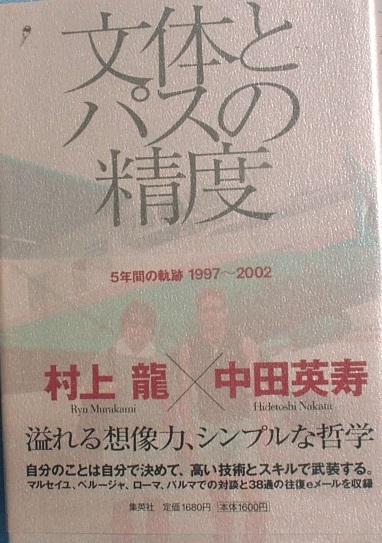 文体と
パスの
精度
5年間の軌跡 1997〜2002
村上 龍×中田英寿
Ryu Murakami Hidetoshi Nakata
溢れる想像力、シンプルな哲学
自分のことは自分で決めて、高い技術とスキルで武装する。
マルセイユ、ペルージャ、ローマ、パルマでの対談と38通の往復eメールを収録
集英社 定価1680円 本体1600円